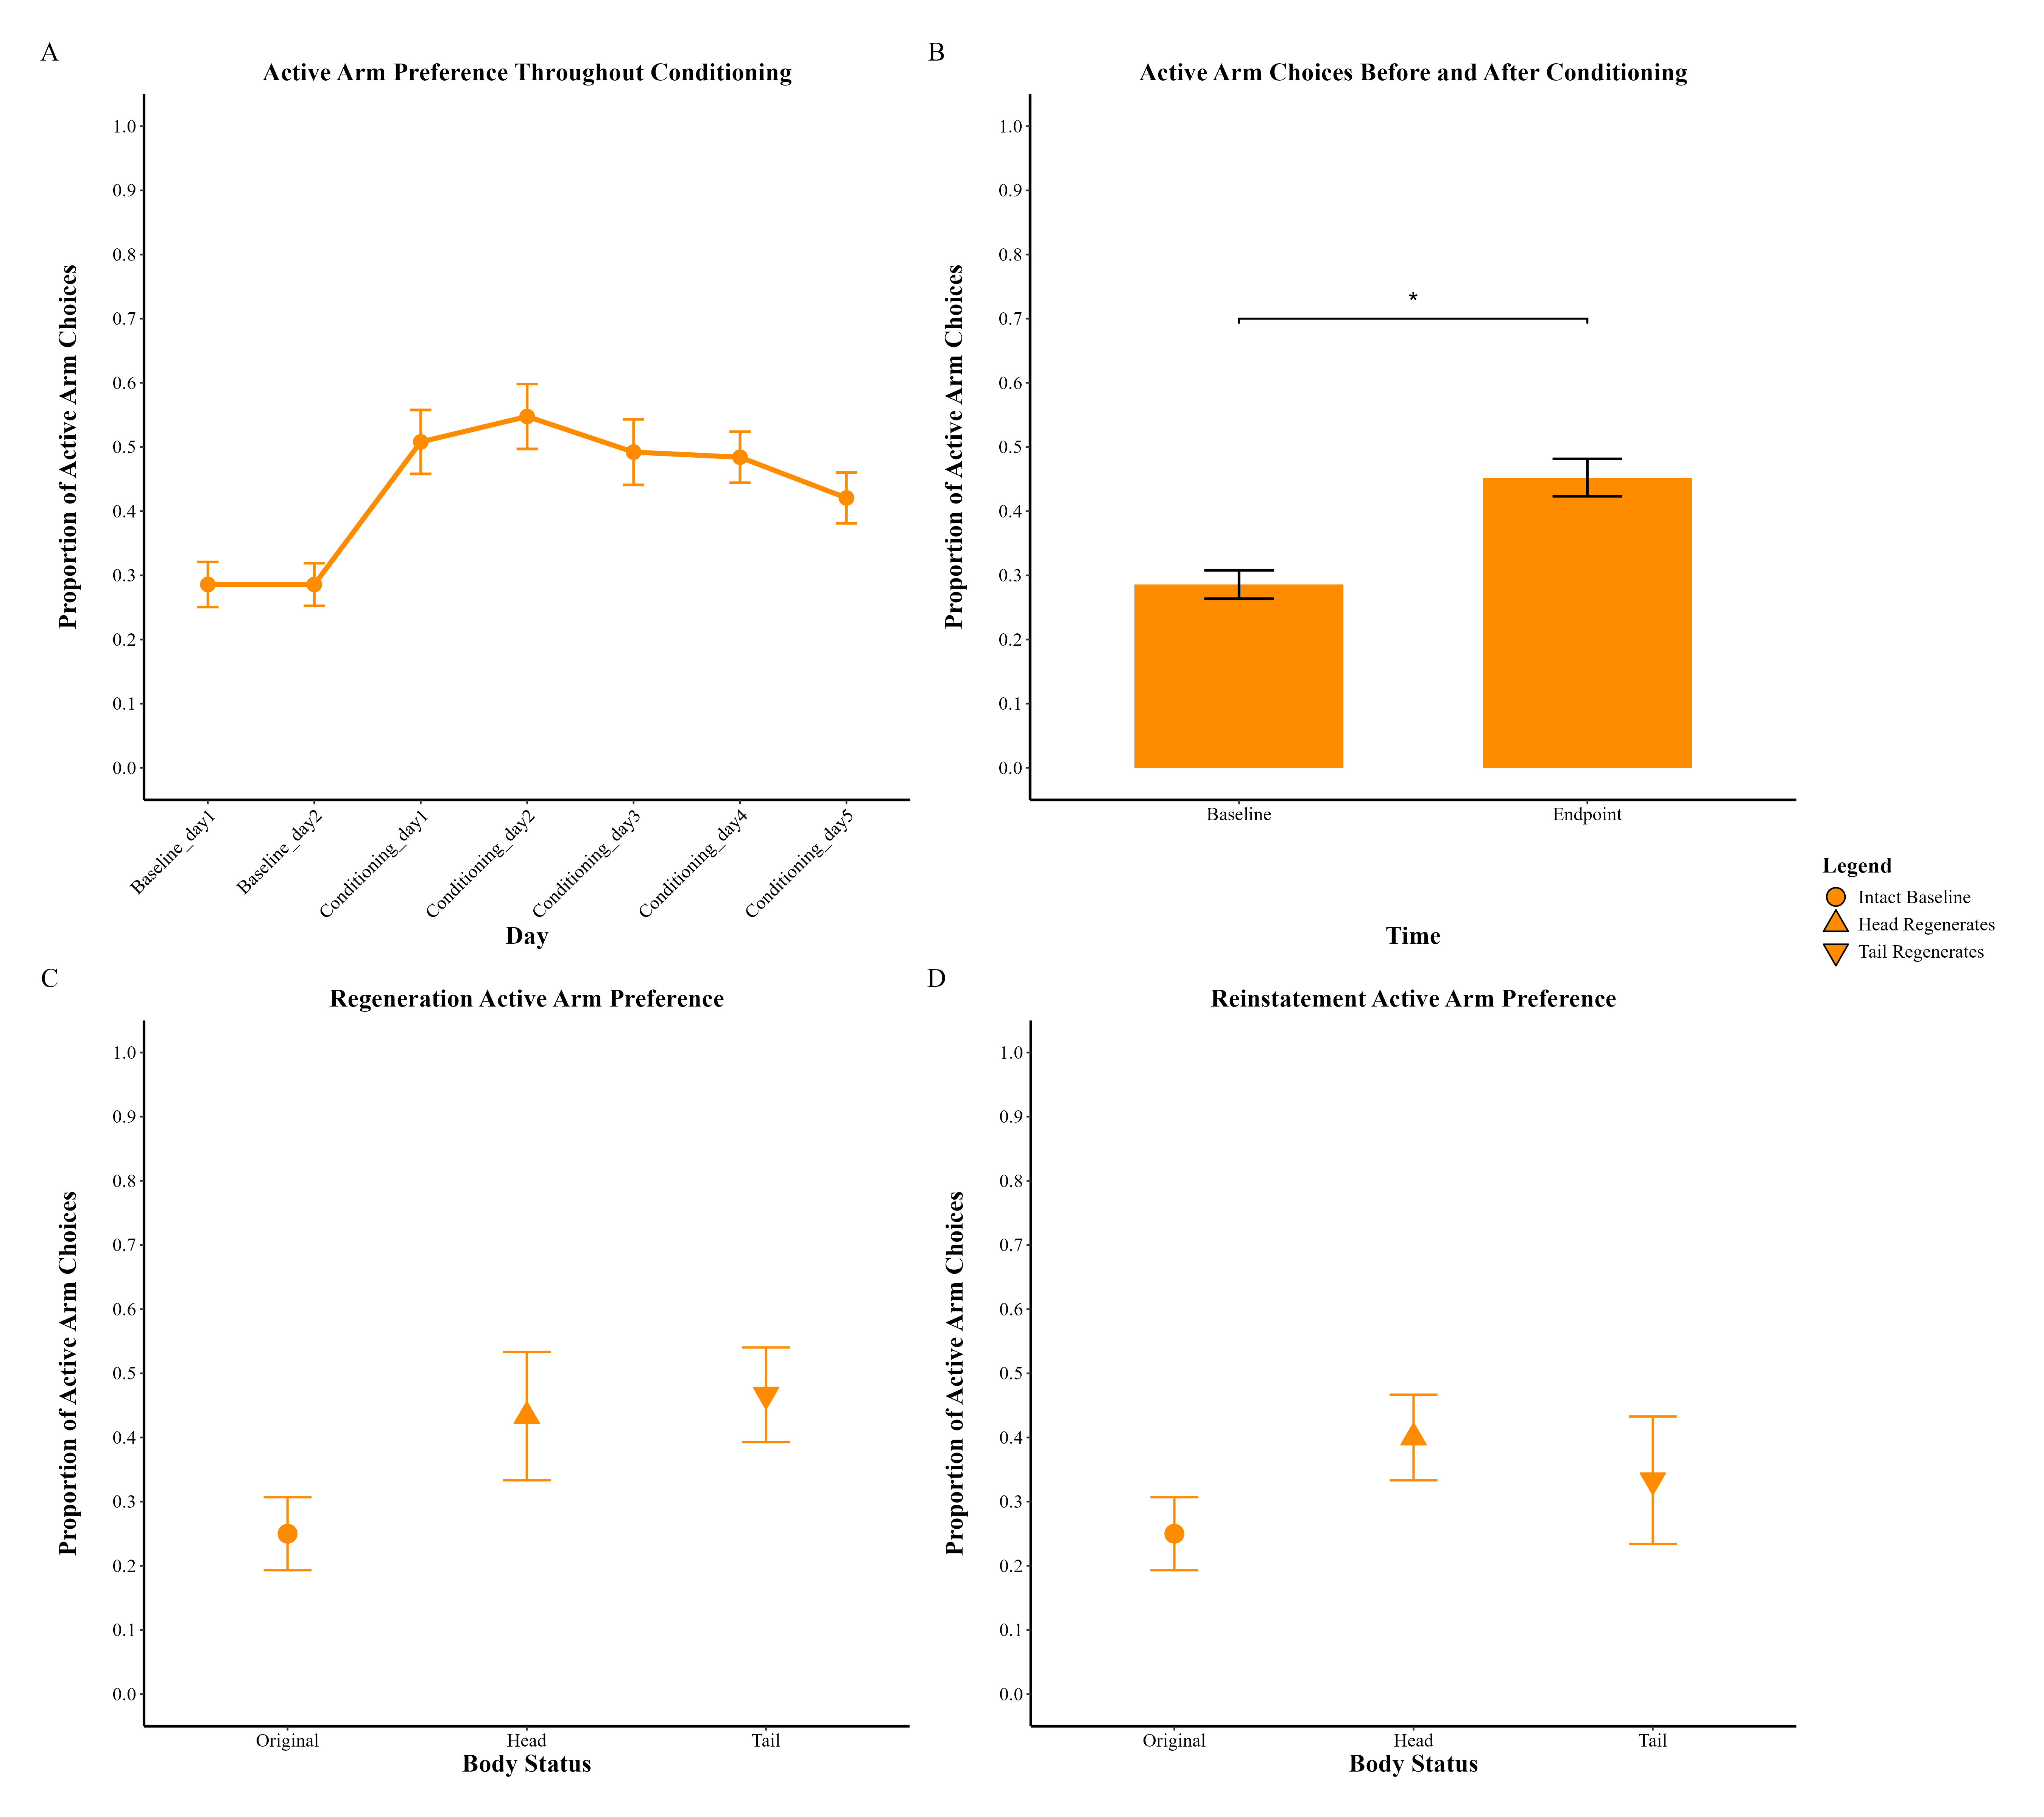 A
Active Arm Preference Throughout Conditioning
Proportion of Active Arm Choices
1.0
0.9
0.8
0.7
0.6
0.5
0.4
0.3
0.2
0.1
0.0
Baseline_day1
Baseline_day2
Conditioning_day1
Conditioning_day2
Conditioning_day3
Conditioning_day4
Conditioning_day5
Day
B
Active Arm Choices Before and After Conditioning
Proportion of Active Arm Choices
1.0
0.9
0.8
0.7
0.6
0.5
0.4
0.3
0.2
0.1
0.0
*
Baseline
Endpoint
Time
Legend
Intact Baseline
Head Regenerates
Tail Regenerates
C
Regeneration Active Arm Preference
Proportion of Active Arm Choices
1.0
0.9
0.8
0.7
0.6
0.5
0.4
0.3
0.2
0.1
0.0
Original
Head
Tail
Body Status
D
Reinstatement Active Arm Preference
Proportion of Active Arm Choices
1.0
0.9
0.8
0.7
0.6
0.5
0.4
0.3
0.2
0.1
0.0
Original
Head
Tail
Body Status